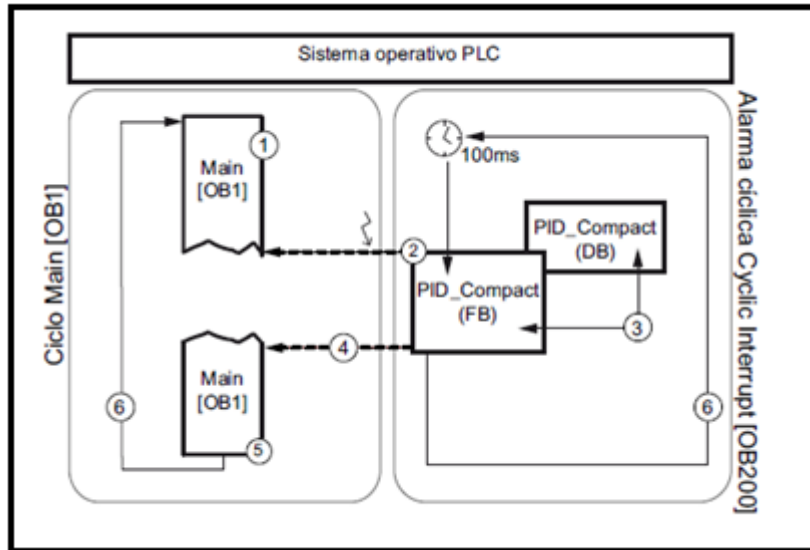 Sistema operativo PLC
Ciclo Main [OB1]
Main
[OB1]
1
100ms
2
PID_Compact
(DB)
PID_Compact
(FB)
3
4
Main
[OB1]
5
6
6
Alarma cíclica Cyclic Interrupt [OB200]